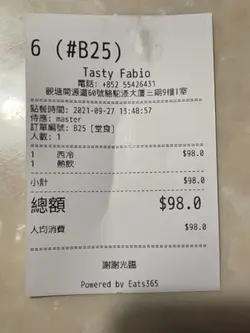 6 (#B25)
Tasty Fabio
電話: +852 55426431
觀塘開源道60號駱駝漆大廈三期9樓I室
點餐時間: 2021-09-27 13:48:57
侍應: master
訂單編號: B25 [堂食]
人數: 1
1 西冷 $98.0
1 熱飲
小計 $98.0
總額 $98.0
人均消費 $98.0
謝謝光臨
Powered by Eats365